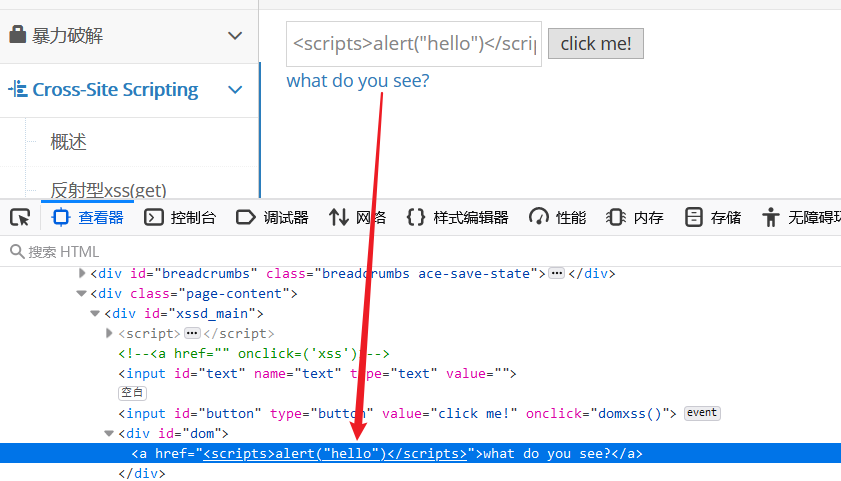 暴力破解
<scripts>alert("hello")</scrip
click me!
what do you see?
Cross-Site Scripting
概述
反射型xss(get)
查看器 控制台 调试器 网络 样式编辑器 性能 内存 存储 无障碍环
搜索 HTML
<div id="breadcrumbs" class="breadcrumbs ace-save-state"> ••• </div>
<div class="page-content">
<div id="xssd_main">
<script> ••• </script>
<!--<a href="" onclick=('xss')>-->
<input id="text" name="text" type="text" value="">
空白
<input id="button" type="button" value="click me!" onclick="domxss()"> event
<div id="dom">
<a href="<scripts>alert("hello")</scripts>">what do you see?</a>
</div>